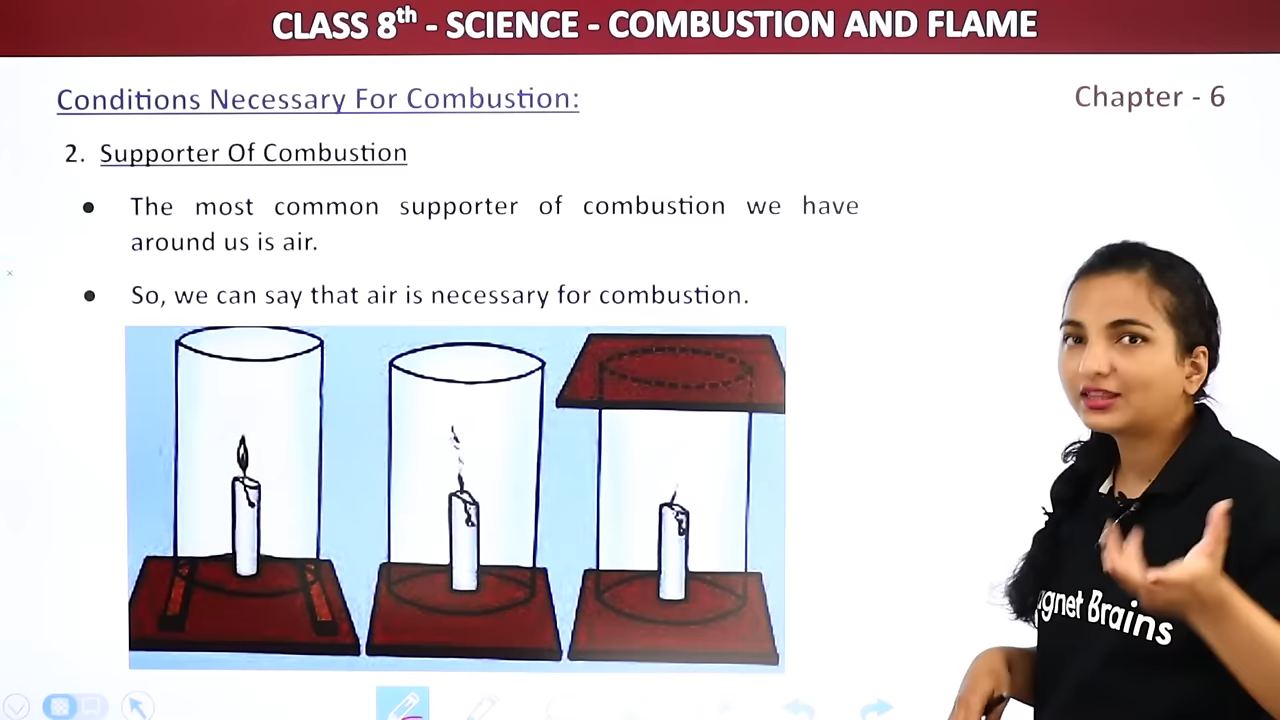 CLASS 8th - SCIENCE - COMBUSTION AND FLAME
Conditions Necessary For Combustion:
Chapter - 6
2. Supporter Of Combustion
● The most common supporter of combustion we have
around us is air.
● So, we can say that air is necessary for combustion.
Brains